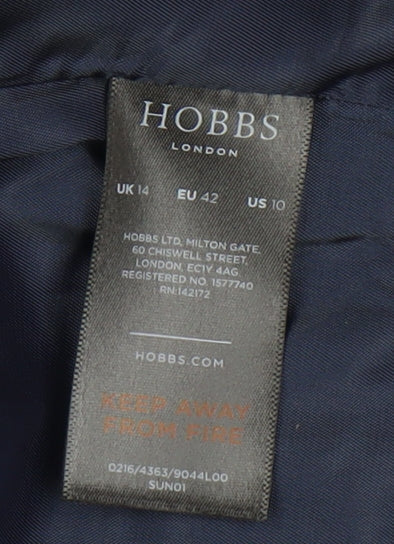 HOBBS
LONDON
UK 14 EU 42 US 10
HOBBS LTD, MILTON GATE,
60 CHISWELL STREET,
LONDON, EC1Y 4AG.
REGISTERED NO. 1577740
RN:142172
HOBBS.COM
KEEP AWAY
FROM FIRE
0216/4363/9044L00
SUN01